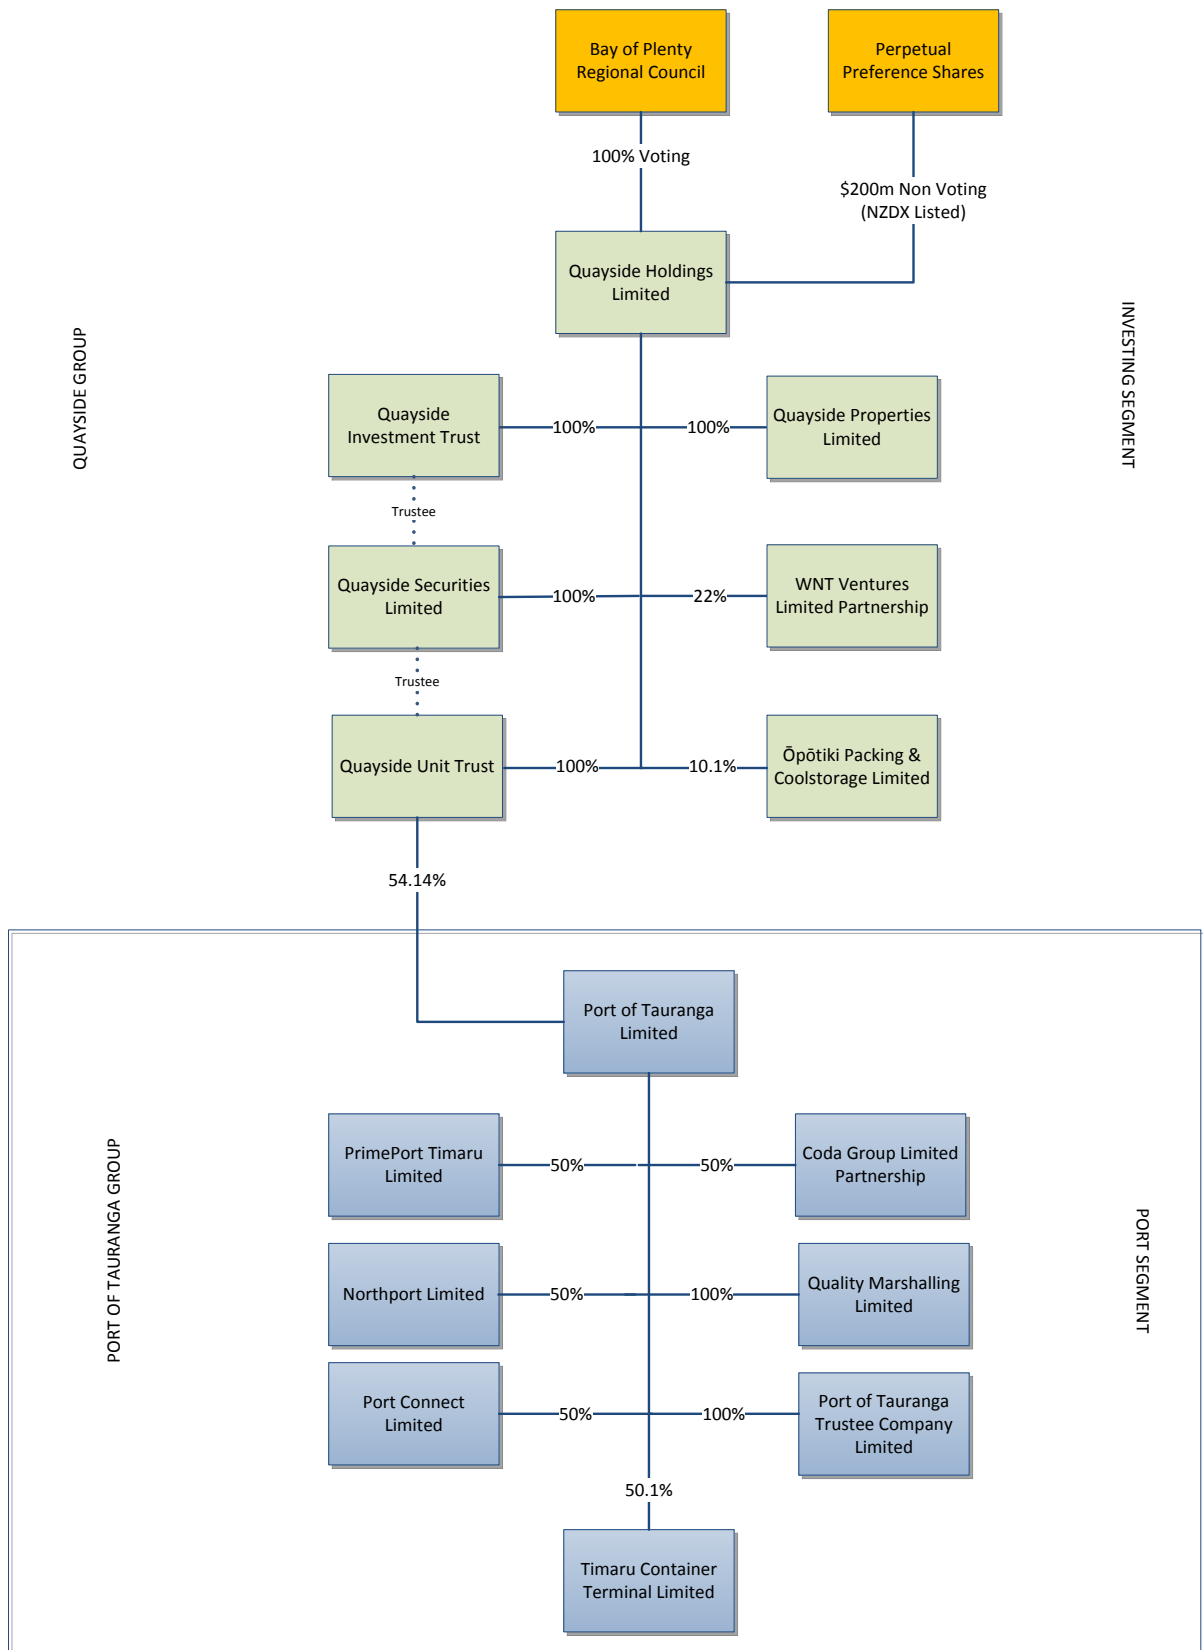 Bay of Plenty
Regional Council
Perpetual
Preference Shares
100% Voting
$200m Non Voting
(NZDX Listed)
Quayside Holdings
Limited
QUAYSIDE GROUP
INVESTING SEGMENT
Quayside
Investment Trust
100%
100%
Quayside Properties
Limited
Trustee
Quayside Securities
Limited
100%
22%
WNT Ventures
Limited Partnership
Trustee
Quayside Unit Trust
100%
10.1%
Ōpōtiki Packing &
Coolstorage Limited
54.14%
Port of Tauranga
Limited
PORT OF TAURANGA GROUP
PORT SEGMENT
PrimePort Timaru
Limited
50%
50%
Coda Group Limited
Partnership
Northport Limited
50%
100%
Quality Marshalling
Limited
Port Connect
Limited
50%
100%
Port of Tauranga
Trustee Company
Limited
50.1%
Timaru Container
Terminal Limited